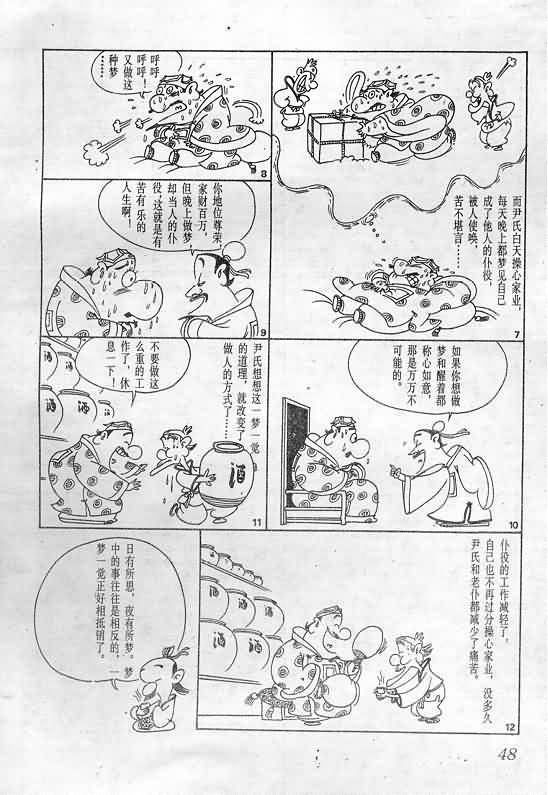 而尹氏白天操心家业，
每天晚上都梦见自己
成了他人的仆役，
被人使唤，
苦不堪言……
7
呼呼
呼呼！
又做这
种梦
……
8
你地位尊荣，
家财百万，
但晚上做梦
却当人的仆
役，这就是有
苦有乐的
人生啊！
9
如果你想做
梦和醒着都
称心如意，
那是万万不
可能的。
10
尹氏想想这一梦一觉
的道理，就改变了
做人的方式了……
不要做这
么重的工
作了，休
息一下！
酒
酒
酒
酒
11
仆役的工作减轻了，
自己也不再过分操心家业，没多久
尹氏和老仆都减少了痛苦。
酒
酒
酒
酒
12
日有所思，夜有所梦。梦
中的事往往是相反的，一
梦一觉正好相抵销了。
48